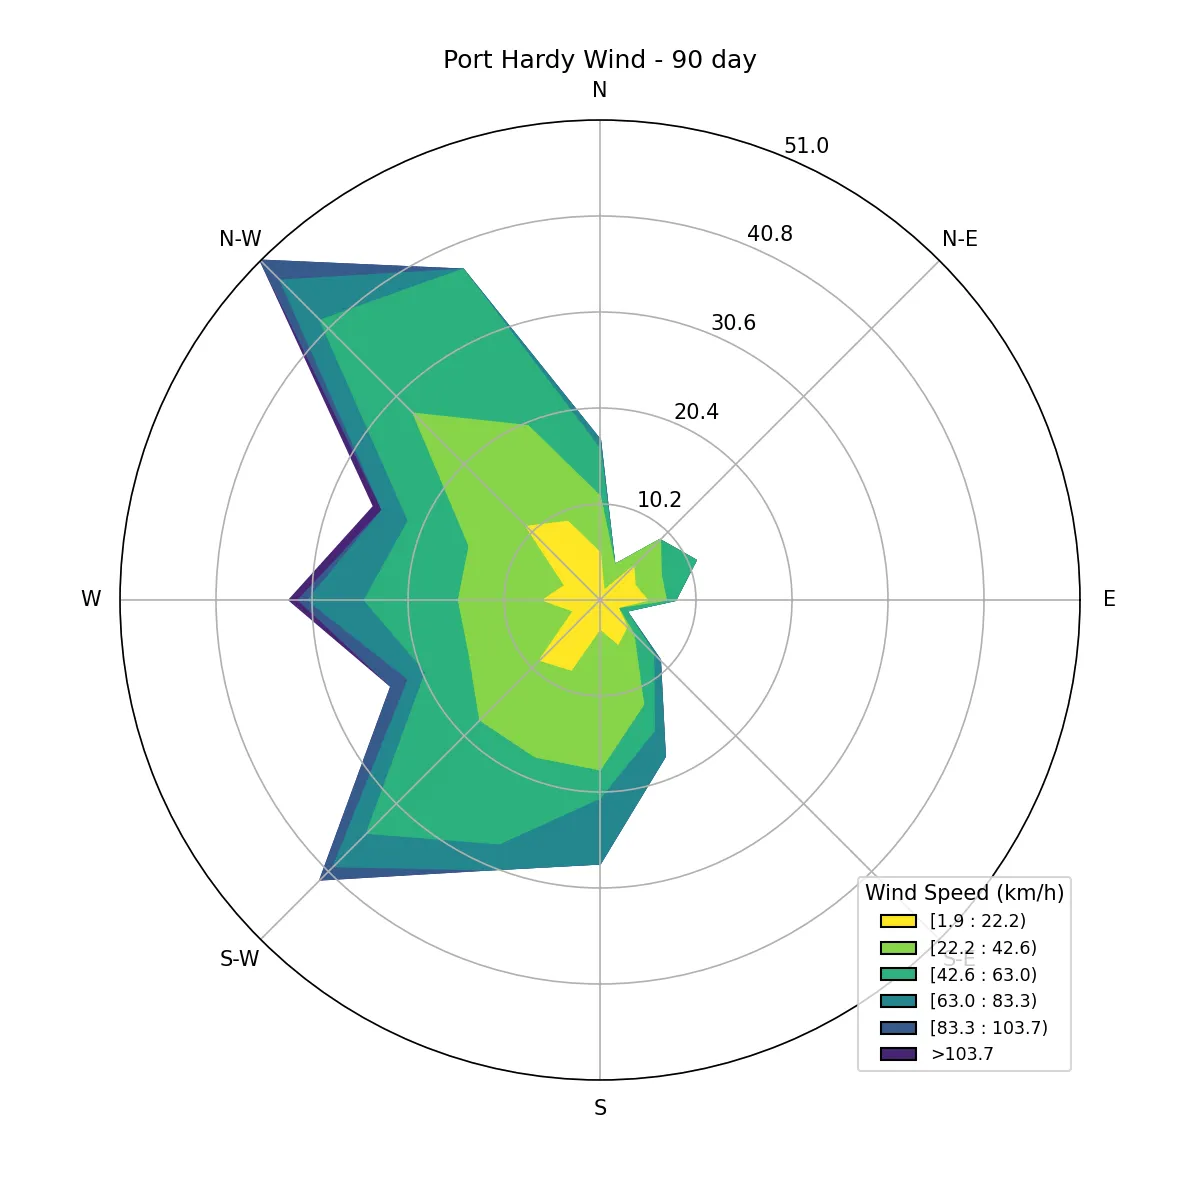 Port Hardy Wind - 90 day
N
51.0
40.8
N-W
N-E
30.6
20.4
10.2
W
E
S-W
S-E
S
Wind Speed (km/h)
[1.9 : 22.2)
[22.2 : 42.6)
[42.6 : 63.0)
[63.0 : 83.3)
[83.3 : 103.7)
>103.7